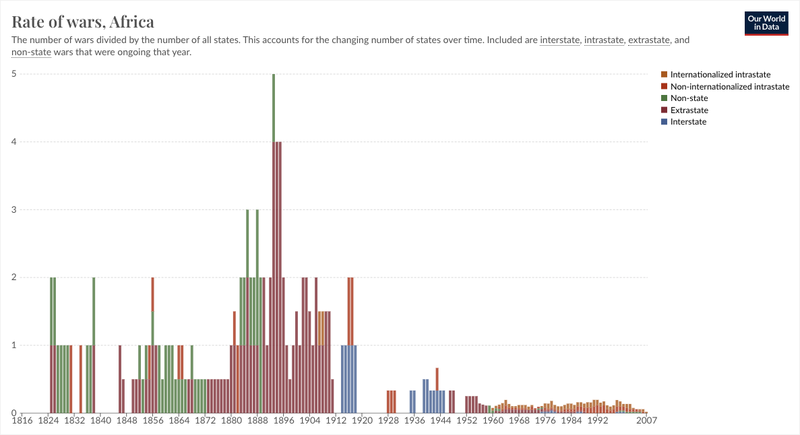 Rate of wars, Africa
Our World
in Data
The number of wars divided by the number of all states. This accounts for the changing number of states over time. Included are interstate, intrastate, extrastate, and
non-state wars that were ongoing that year.
5
4
3
2
1
0
Internationalized intrastate
Non-internationalized intrastate
Non-state
Extrastate
Interstate
1816 1824 1832 1840 1848 1856 1864 1872 1880 1888 1896 1904 1912 1920 1928 1936 1944 1952 1960 1968 1976 1984 1992 2007